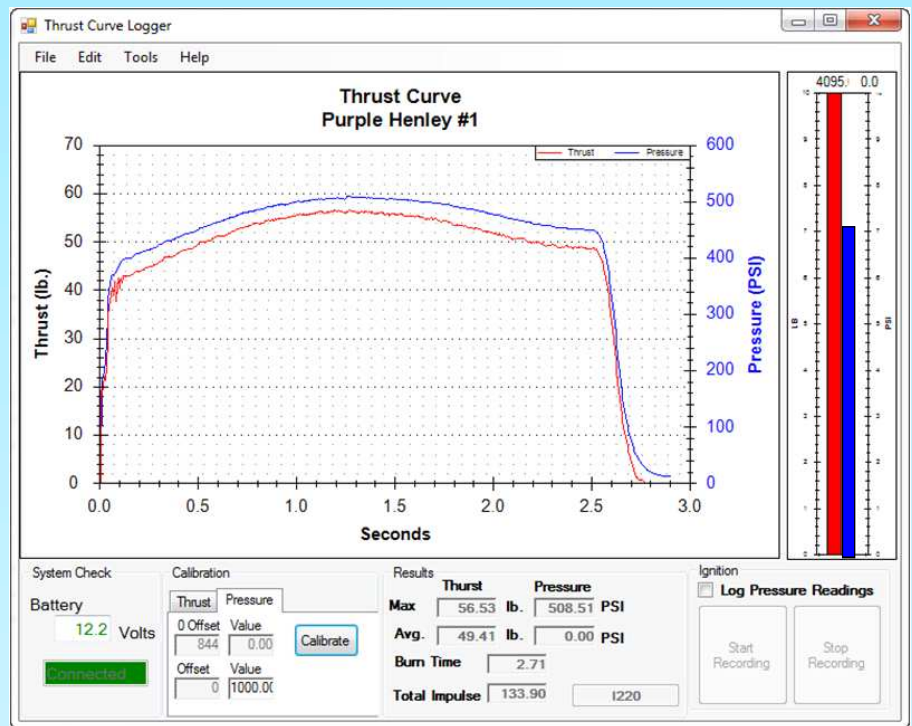 Thrust Curve Logger
File Edit Tools Help
Thrust Curve
Purple Henley #1
Thrust Pressure
70
60
50
40
30
20
10
0
Thrust (lb.)
600
500
400
300
200
100
0
Pressure (PSI)
0.0 0.5 1.0 1.5 2.0 2.5 3.0
Seconds
4095. 0.0
LB
PSI
System Check
Battery
12.2 Volts
Connected
Calibration
Thrust Pressure
0 Offset Value
844 0.00
Calibrate
Offset Value
0 1000.00
Results
Thurst Pressure
Max 56.53 lb. 508.51 PSI
Avg. 49.41 lb. 0.00 PSI
Burn Time 2.71
Total Impulse 133.90 I220
Ignition
Log Pressure Readings
Start
Recording
Stop
Recording